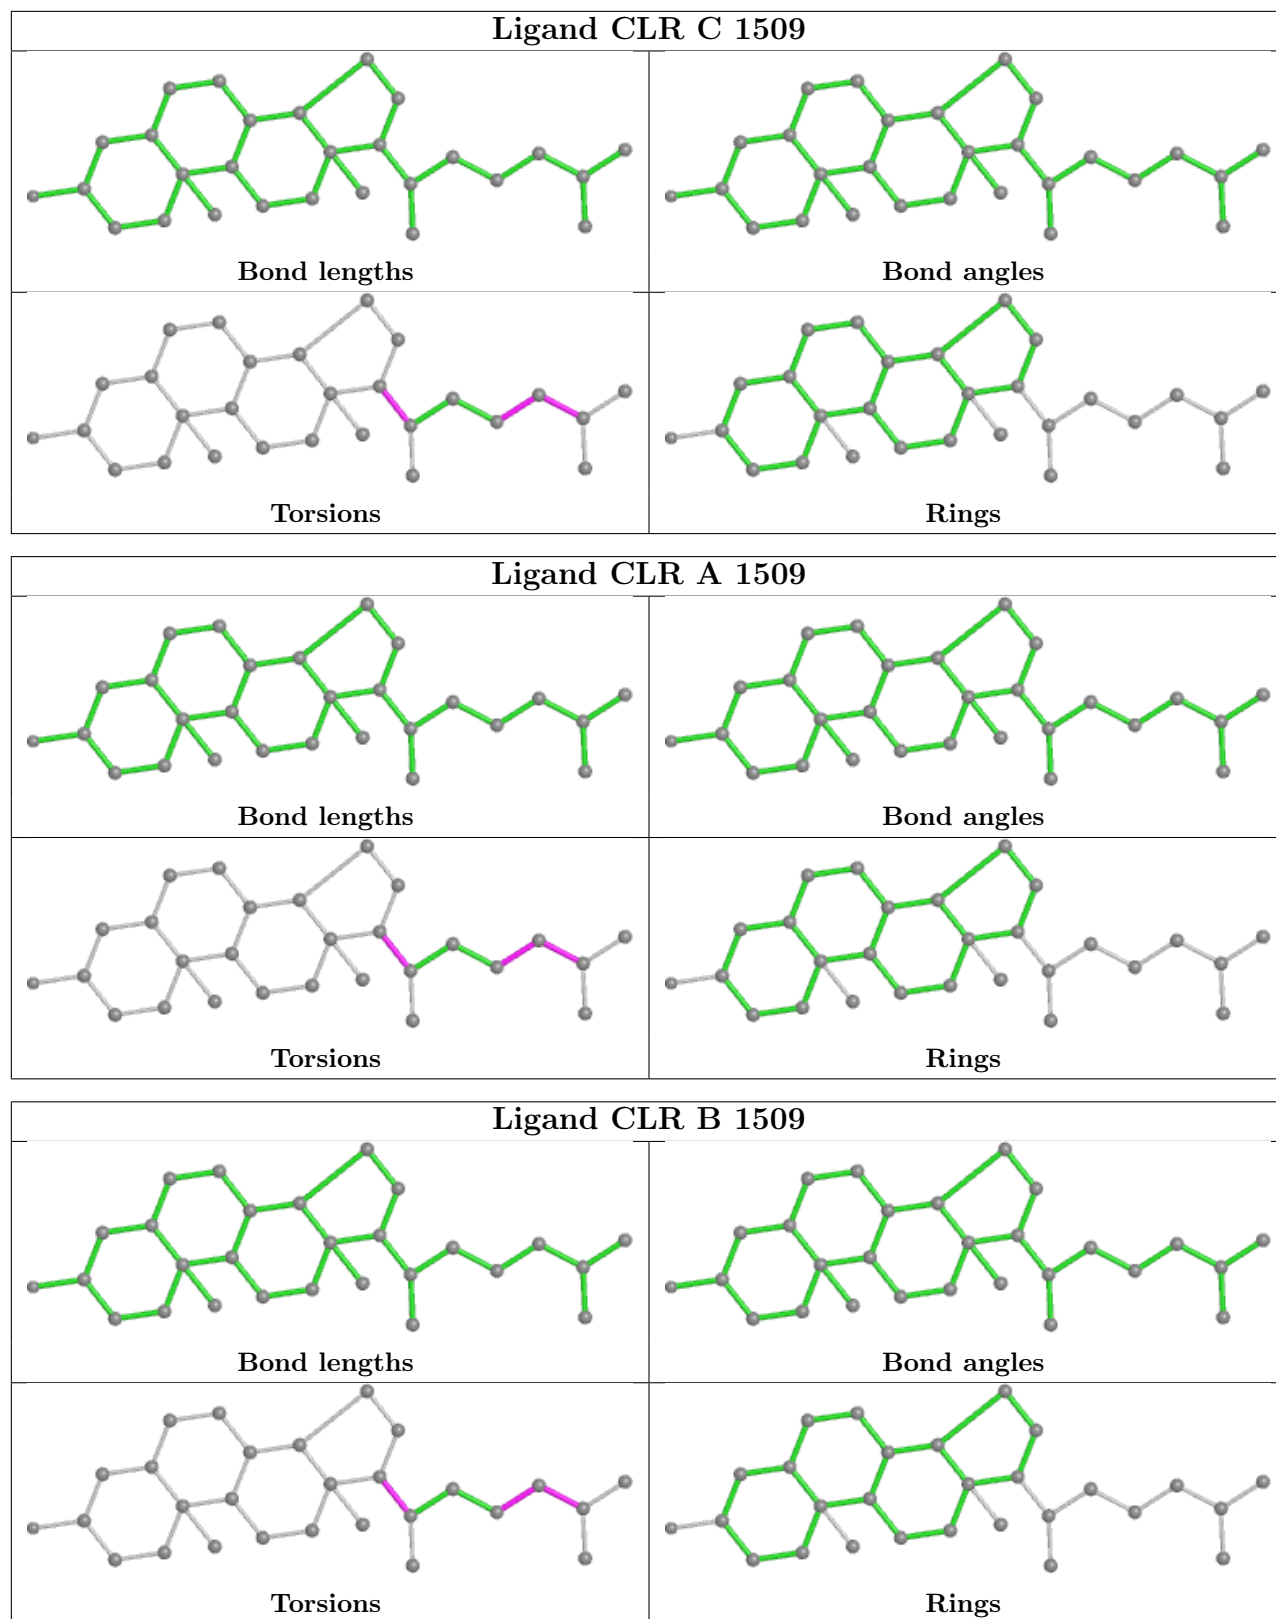 Ligand CLR C 1509
Bond lengths
Bond angles
Torsions
Rings
Ligand CLR A 1509
Bond lengths
Bond angles
Torsions
Rings
Ligand CLR B 1509
Bond lengths
Bond angles
Torsions
Rings